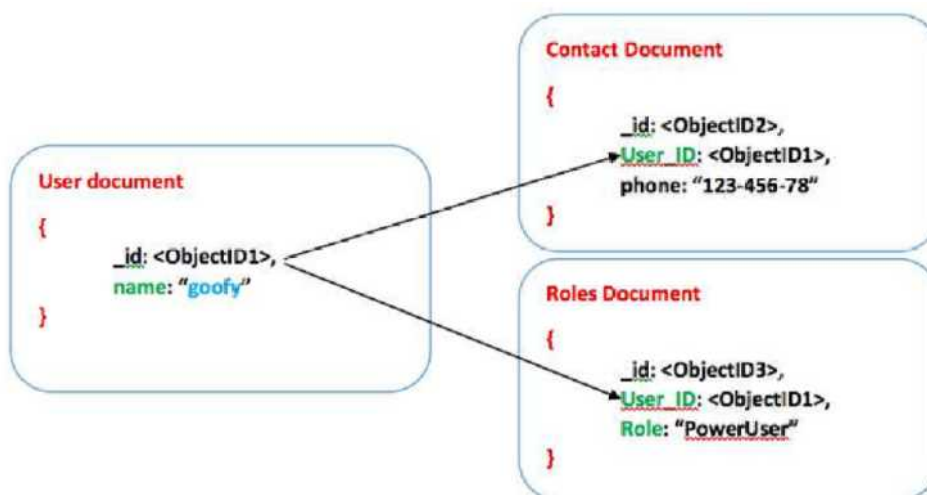 User document
{
_id: <ObjectID1>,
name: “goofy”
}
Contact Document
{
_id: <ObjectID2>,
User_ID: <ObjectID1>,
phone: “123-456-78”
}
Roles Document
{
_id: <ObjectID3>,
User_ID: <ObjectID1>,
Role: “PowerUser”
}